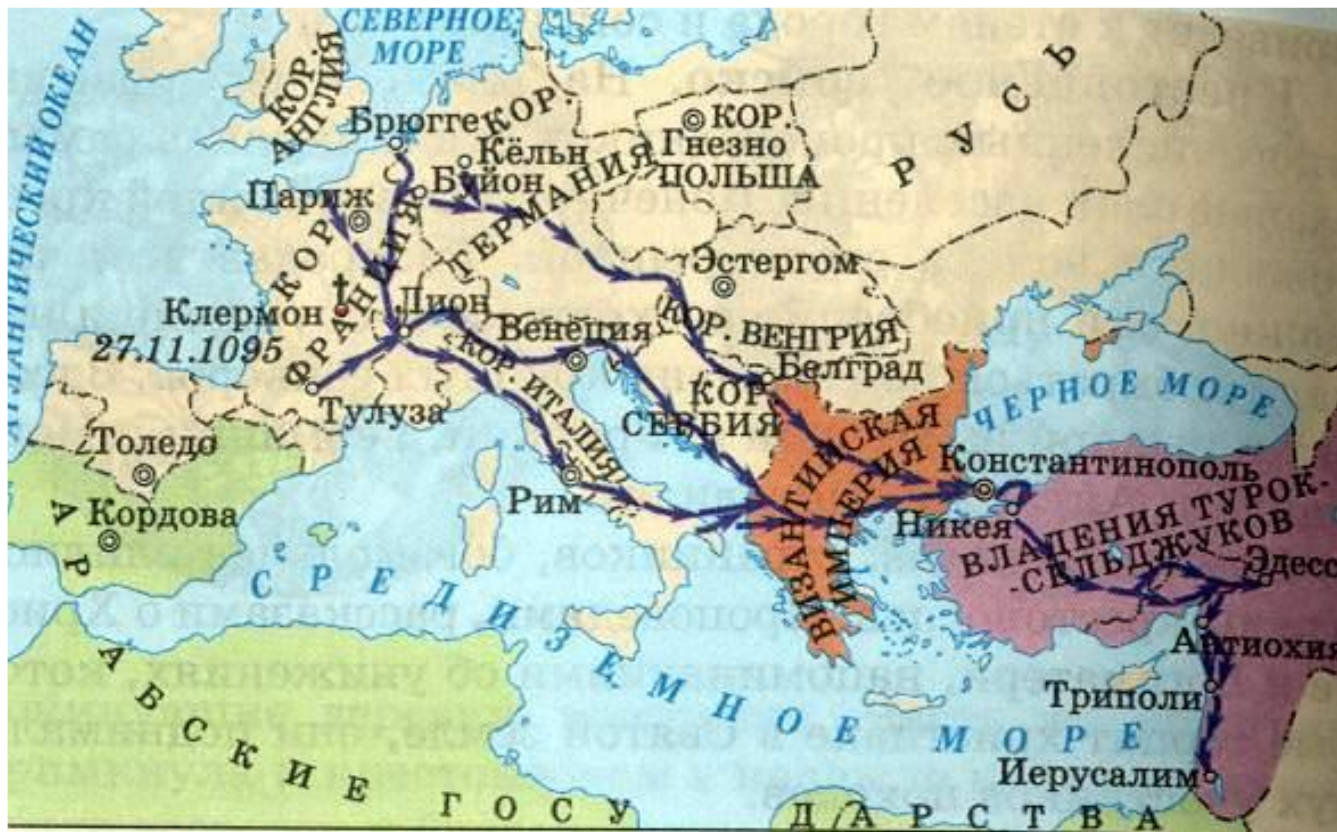 СЕВЕРНОЕ
МОРЕ
АТЛАНТИЧЕСКИЙ ОКЕАН
КОР.
АНГЛИЯ
Брюгге
КОР.
ГЕРМАНИЯ
Кёльн
Буйон
КОР.
Гнезно
ПОЛЬША
РУСЬ
Париж
КОР.
ФРАНЦИЯ
Эстергом
Клермон
27.11.1095
Лион
Венеция
КОР. ВЕНГРИЯ
КОР. ИТАЛИЯ
Белград
КОР.
СЕРБИЯ
ЧЕРНОЕ МОРЕ
Тулуза
Толедо
Кордова
Рим
ВИЗАНТИЙСКАЯ
ИМПЕРИЯ
Константинополь
Никея
ВЛАДЕНИЯ ТУРОК-
-СЕЛЬДЖУКОВ
Эдесс
Антиохия
СРЕДИЗЕМНОЕ МОРЕ
Триполи
Иерусалим
АРАБСКИЕ ГОСУДАРСТВА